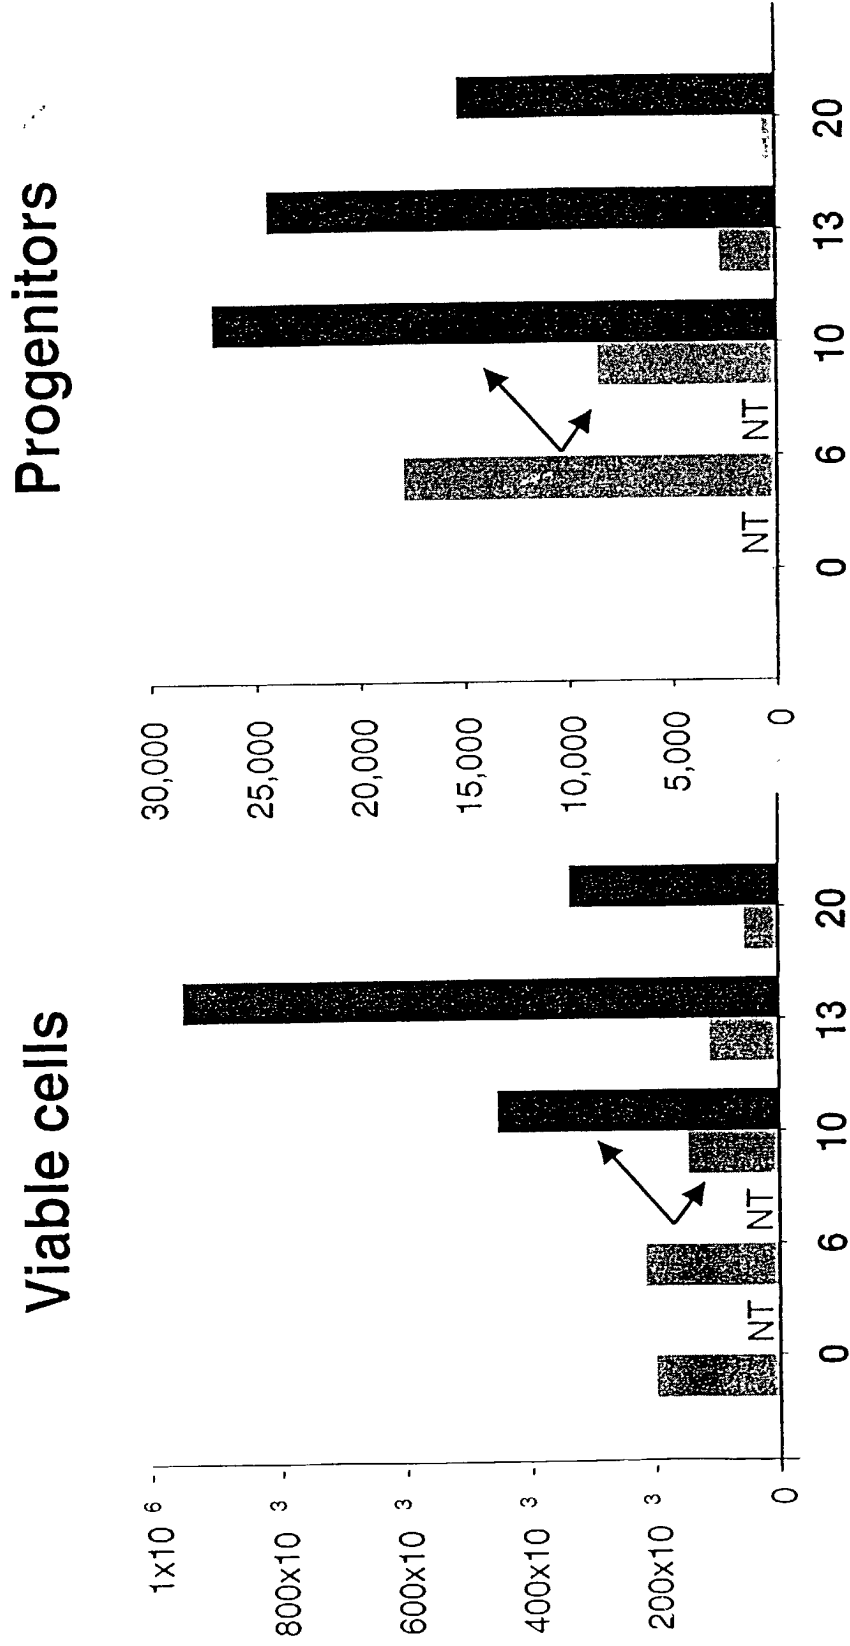 Viable cells
1x10 6
800x10 3
600x10 3
400x10 3
200x10 3
0
NT
NT
0 6 10 13 20
Progenitors
30,000
25,000
20,000
15,000
10,000
5,000
0
NT
NT
0 6 10 13 20